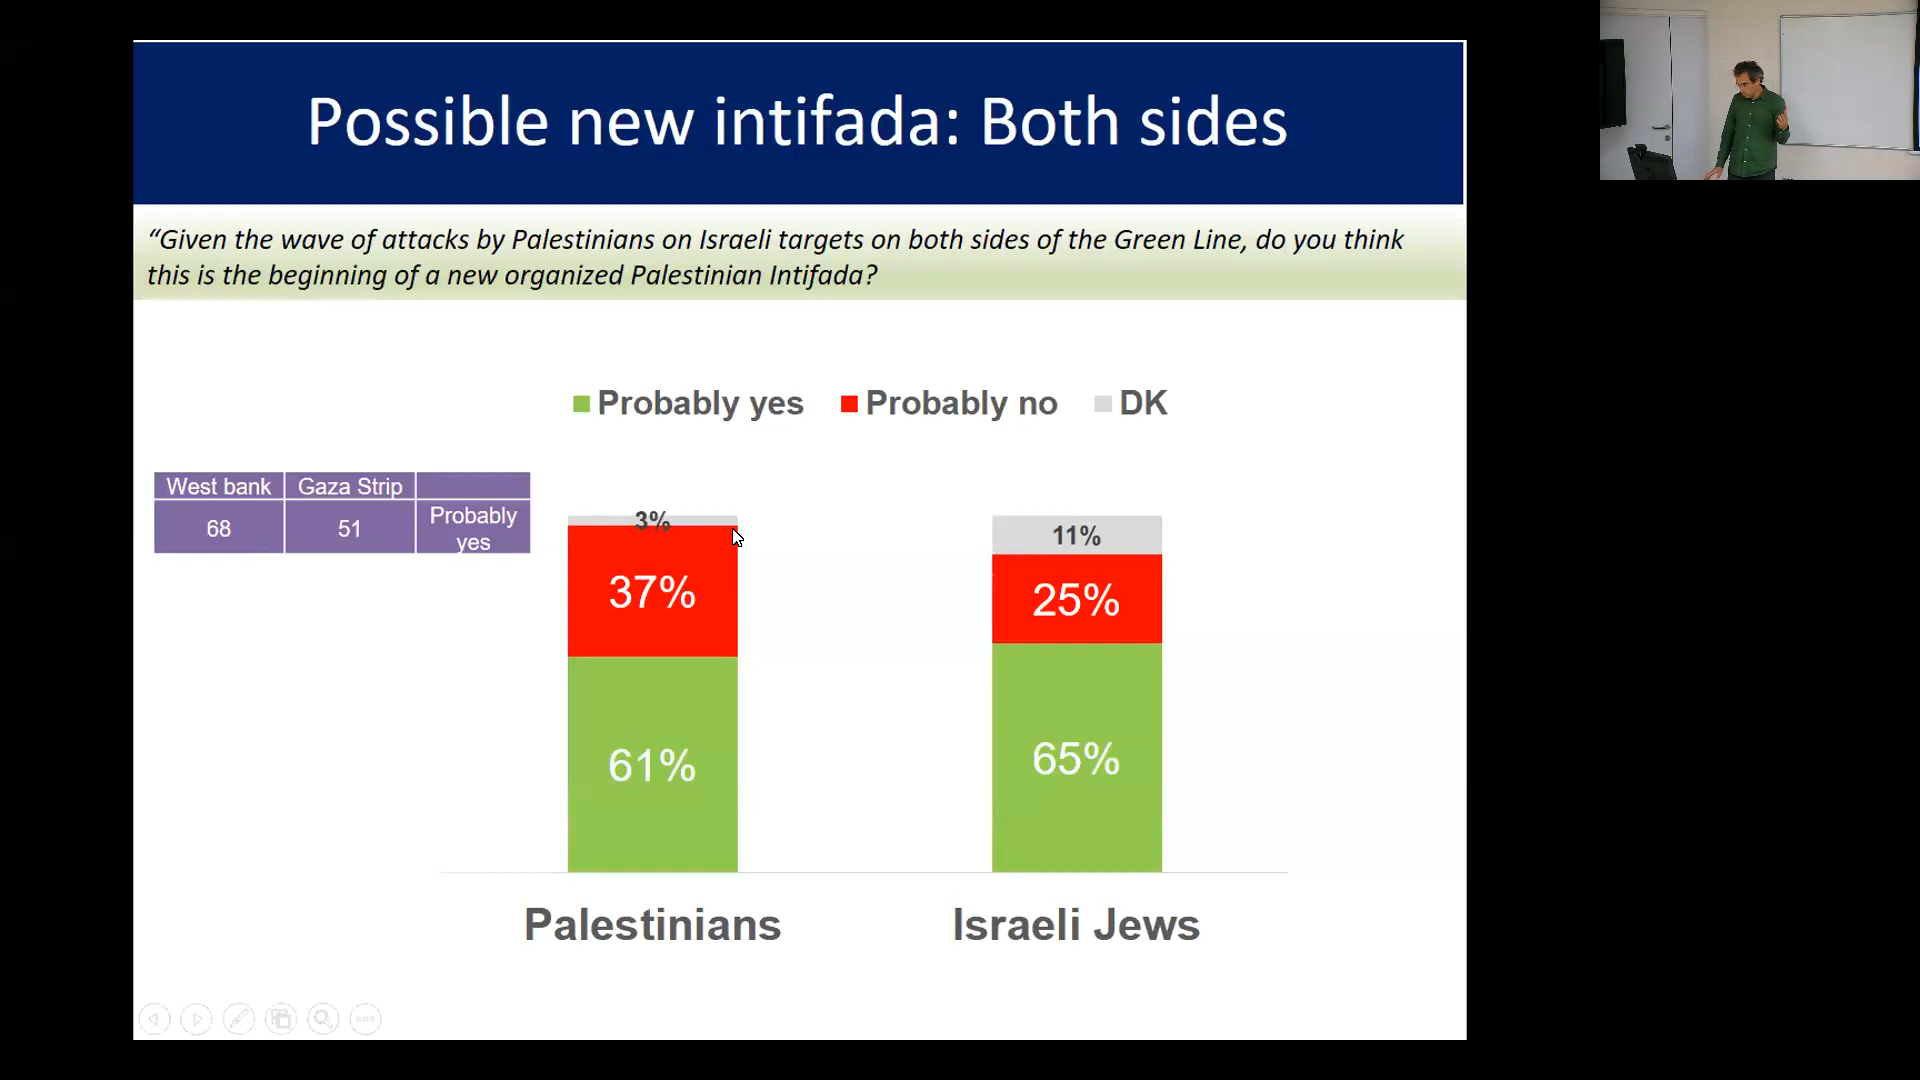 Possible new intifada: Both sides
“Given the wave of attacks by Palestinians on Israeli targets on both sides of the Green Line, do you think
this is the beginning of a new organized Palestinian Intifada?
Probably yes Probably no DK
West bank Gaza Strip
68 51 Probably
yes
3%
37%
61%
11%
25%
65%
Palestinians Israeli Jews